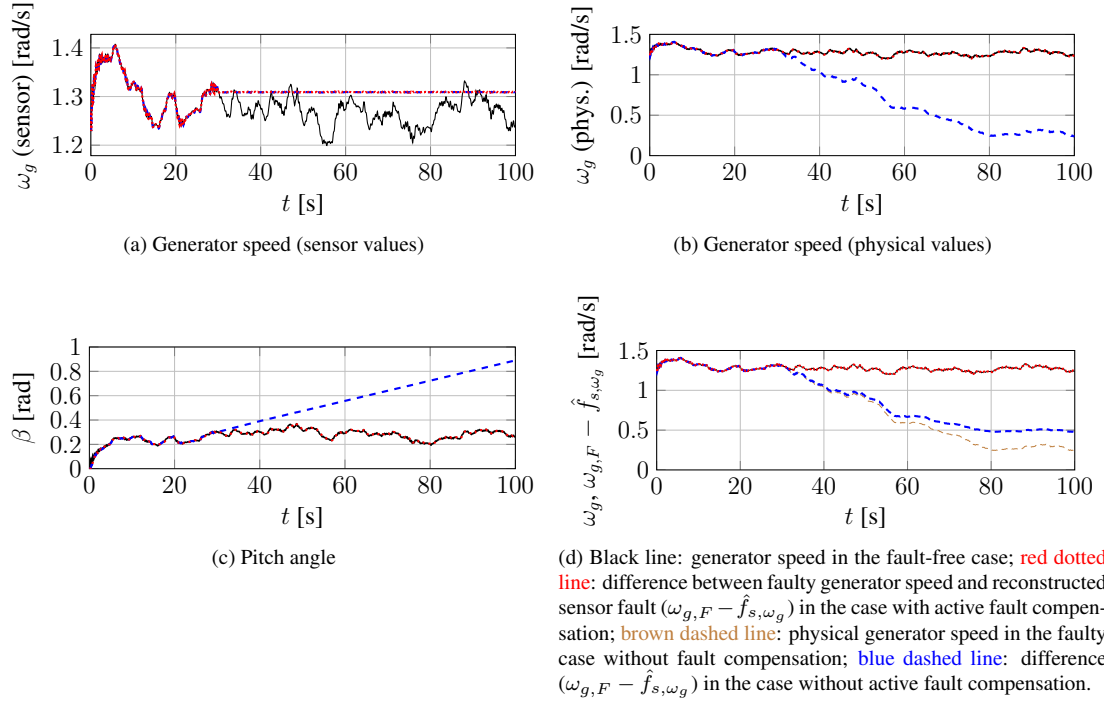 1.4
1.3
1.2
0 20 40 60 80 100
t [s]
ω_g (sensor) [rad/s]
(a) Generator speed (sensor values)
1.5
1
0.5
0
0 20 40 60 80 100
t [s]
ω_g (phys.) [rad/s]
(b) Generator speed (physical values)
1
0.8
0.6
0.4
0.2
0
0 20 40 60 80 100
t [s]
β [rad]
(c) Pitch angle
1.5
1
0.5
0
0 20 40 60 80 100
t [s]
ω_g, ω_{g,F} − f̂_{s,ω_g} [rad/s]
(d) Black line: generator speed in the fault-free case; red dotted
line: difference between faulty generator speed and reconstructed
sensor fault (ω_{g,F} − f̂_{s,ω_g}) in the case with active fault compen-
sation; brown dashed line: physical generator speed in the faulty
case without fault compensation; blue dashed line: difference
(ω_{g,F} − f̂_{s,ω_g}) in the case without active fault compensation.